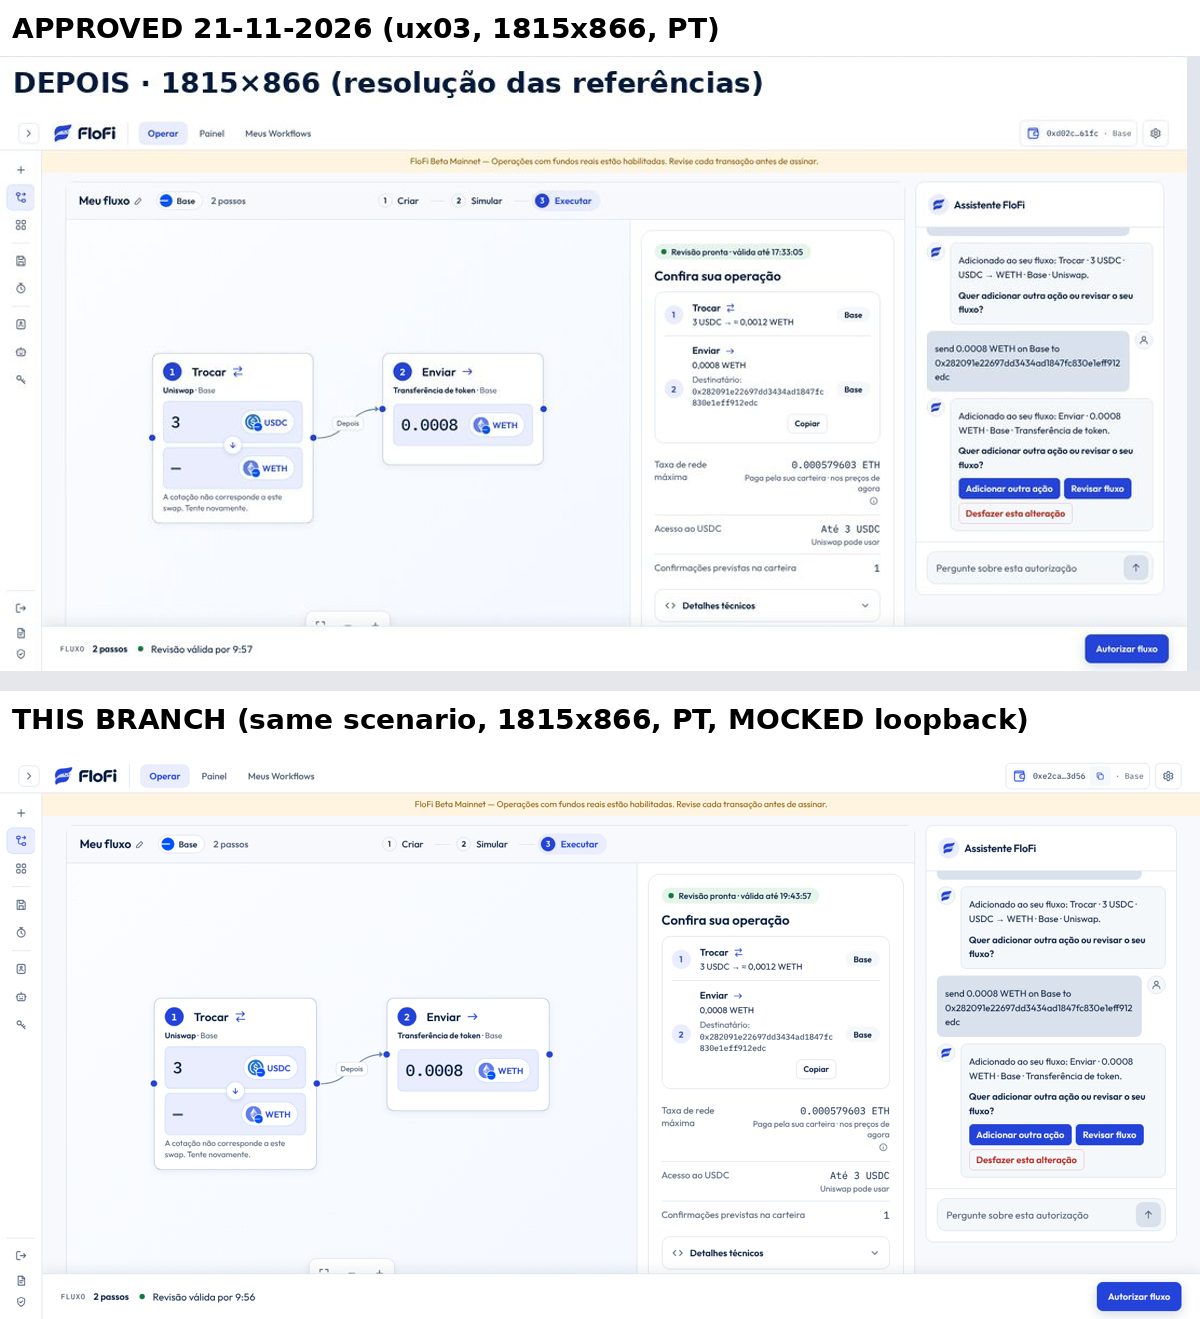 APPROVED 21-11-2026 (ux03, 1815x866, PT)
DEPOIS · 1815×866 (resolução das referências)
FloFi
Operar
Painel
Meus Workflows
0xd02c…61fc · Base
FloFi Beta Mainnet — Operações com fundos reais estão habilitadas. Revise cada transação antes de assinar.
Meu fluxo
Base
2 passos
1 Criar
2 Simular
3 Executar
1 Trocar
Uniswap · Base
3
USDC
—
WETH
A cotação não corresponde a este
swap. Tente novamente.
Depois
2 Enviar
Transferência de token · Base
0.0008
WETH
Revisão pronta · válida até 17:33:05
Confira sua operação
1
Trocar
3 USDC → ≈ 0,0012 WETH
Base
2
Enviar
0,0008 WETH
Destinatário:
0x282091e22697dd3434ad1847fc
830e1eff912edc
Base
Copiar
Taxa de rede
máxima
0.000579603 ETH
Paga pela sua carteira · nos preços de
agora
Acesso ao USDC
Até 3 USDC
Uniswap pode usar
Confirmações previstas na carteira
1
Detalhes técnicos
Assistente FloFi
Adicionado ao seu fluxo: Trocar · 3 USDC ·
USDC → WETH · Base · Uniswap.
Quer adicionar outra ação ou revisar o seu
fluxo?
send 0.0008 WETH on Base to
0x282091e22697dd3434ad1847fc830e1eff912
edc
Adicionado ao seu fluxo: Enviar · 0.0008
WETH · Base · Transferência de token.
Quer adicionar outra ação ou revisar o seu
fluxo?
Adicionar outra ação
Revisar fluxo
Desfazer esta alteração
Pergunte sobre esta autorização
FLUXO
2 passos
Revisão válida por 9:57
Autorizar fluxo
THIS BRANCH (same scenario, 1815x866, PT, MOCKED loopback)
FloFi
Operar
Painel
Meus Workflows
0xe2ca…3d56 · Base
FloFi Beta Mainnet — Operações com fundos reais estão habilitadas. Revise cada transação antes de assinar.
Meu fluxo
Base
2 passos
1 Criar
2 Simular
3 Executar
1 Trocar
Uniswap · Base
3
USDC
—
WETH
A cotação não corresponde a este
swap. Tente novamente.
Depois
2 Enviar
Transferência de token · Base
0.0008
WETH
Revisão pronta · válida até 19:43:57
Confira sua operação
1
Trocar
3 USDC → ≈ 0,0012 WETH
Base
2
Enviar
0,0008 WETH
Destinatário:
0x282091e22697dd3434ad1847fc
830e1eff912edc
Base
Copiar
Taxa de rede
máxima
0.000579603 ETH
Paga pela sua carteira · nos preços de
agora
Acesso ao USDC
Até 3 USDC
Uniswap pode usar
Confirmações previstas na carteira
1
Detalhes técnicos
Assistente FloFi
Adicionado ao seu fluxo: Trocar · 3 USDC ·
USDC → WETH · Base · Uniswap.
Quer adicionar outra ação ou revisar o seu
fluxo?
send 0.0008 WETH on Base to
0x282091e22697dd3434ad1847fc830e1eff912
edc
Adicionado ao seu fluxo: Enviar · 0.0008
WETH · Base · Transferência de token.
Quer adicionar outra ação ou revisar o seu
fluxo?
Adicionar outra ação
Revisar fluxo
Desfazer esta alteração
Pergunte sobre esta autorização
FLUXO
2 passos
Revisão válida por 9:56
Autorizar fluxo